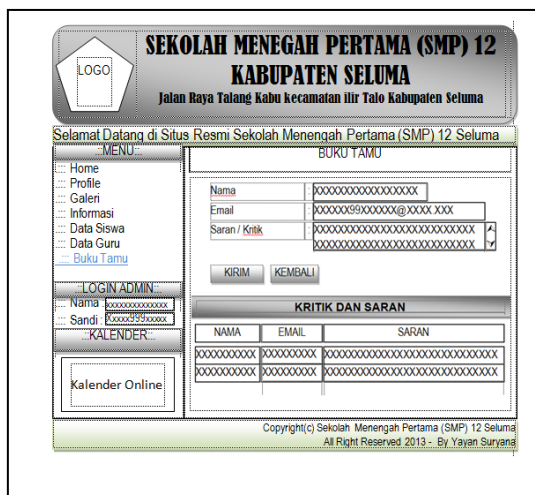 LOGO
SEKOLAH MENEGAH PERTAMA (SMP) 12
KABUPATEN SELUMA
Jalan Raya Talang Kabu kecamatan ilir Talo Kabupaten Seluma
Selamat Datang di Situs Resmi Sekolah Menengah Pertama (SMP) 12 Seluma
.::MENU::.
.::: Home
.::: Profile
.::: Galeri
.::: Informasi
.::: Data Siswa
.::: Data Guru
.::: Buku Tamu
.::LOGIN ADMIN::.
.::: Nama : xxxxxxxxxxxxx
.::: Sandi : Xxxxx999xxxxx
.::KALENDER::.
Kalender Online
BUKU TAMU
Nama : XXXXXXXXXXXXXXXXX
Email : XXXXXX99XXXXXX@XXXX.XXX
Saran / Kritik : XXXXXXXXXXXXXXXXXXXXXXXXXX
XXXXXXXXXXXXXXXXXXXXXXXXXX
KIRIM KEMBALI
KRITIK DAN SARAN
NAMA EMAIL SARAN
XXXXXXXXXX XXXXXXXXX XXXXXXXXXXXXXXXXXXXXXXXXXXXX
XXXXXXXXXX XXXXXXXXX XXXXXXXXXXXXXXXXXXXXXXXXXXXX
Copyright(c) Sekolah Menengah Pertama (SMP) 12 Seluma
All Right Reserved 2013 - By Yayan Suryana